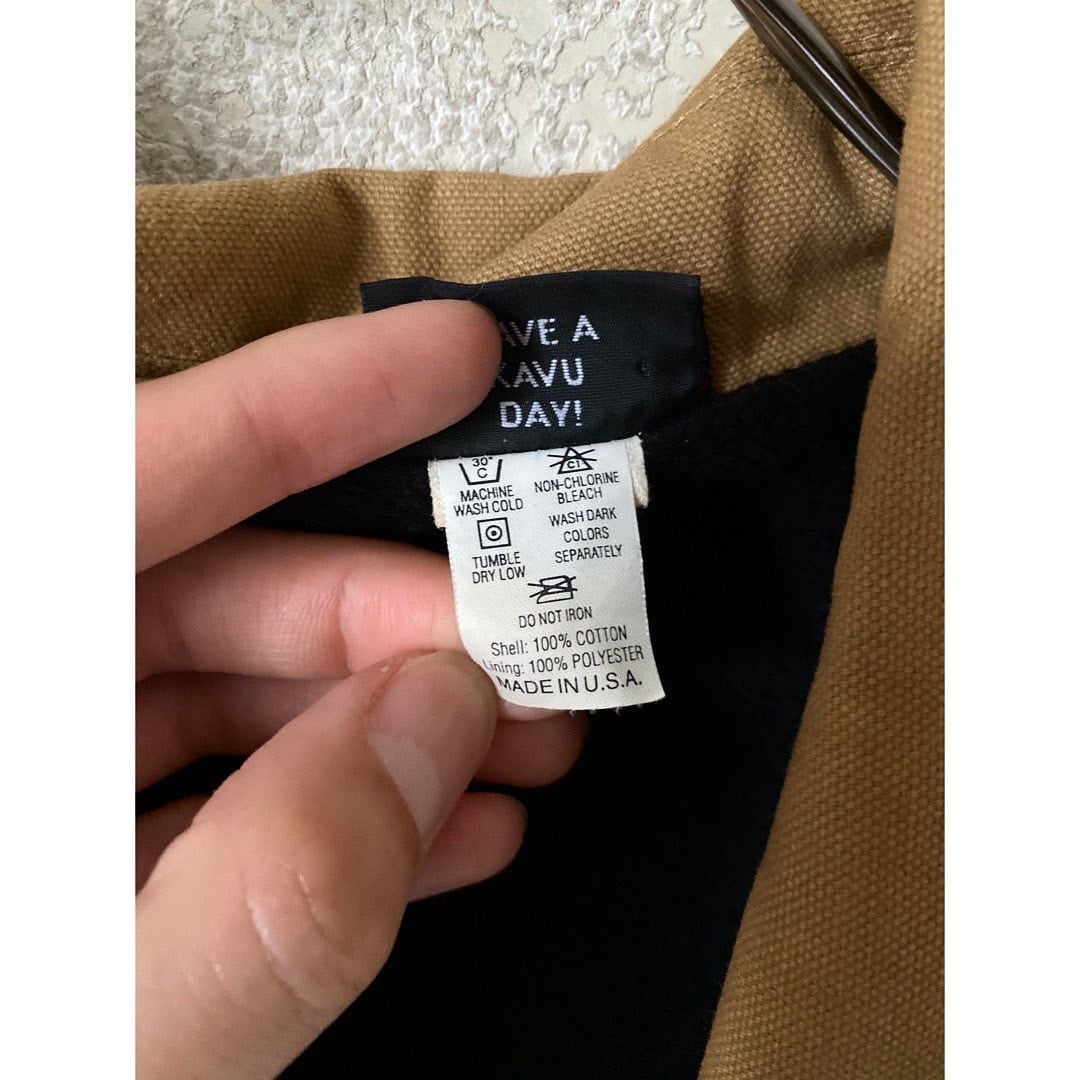 AVE A
KAVU
DAY!
30°
C
Cl
MACHINE
WASH COLD
NON-CHLORINE
BLEACH
TUMBLE
DRY LOW
WASH DARK
COLORS
SEPARATELY
DO NOT IRON
Shell: 100% COTTON
Lining: 100% POLYESTER
MADE IN U.S.A.